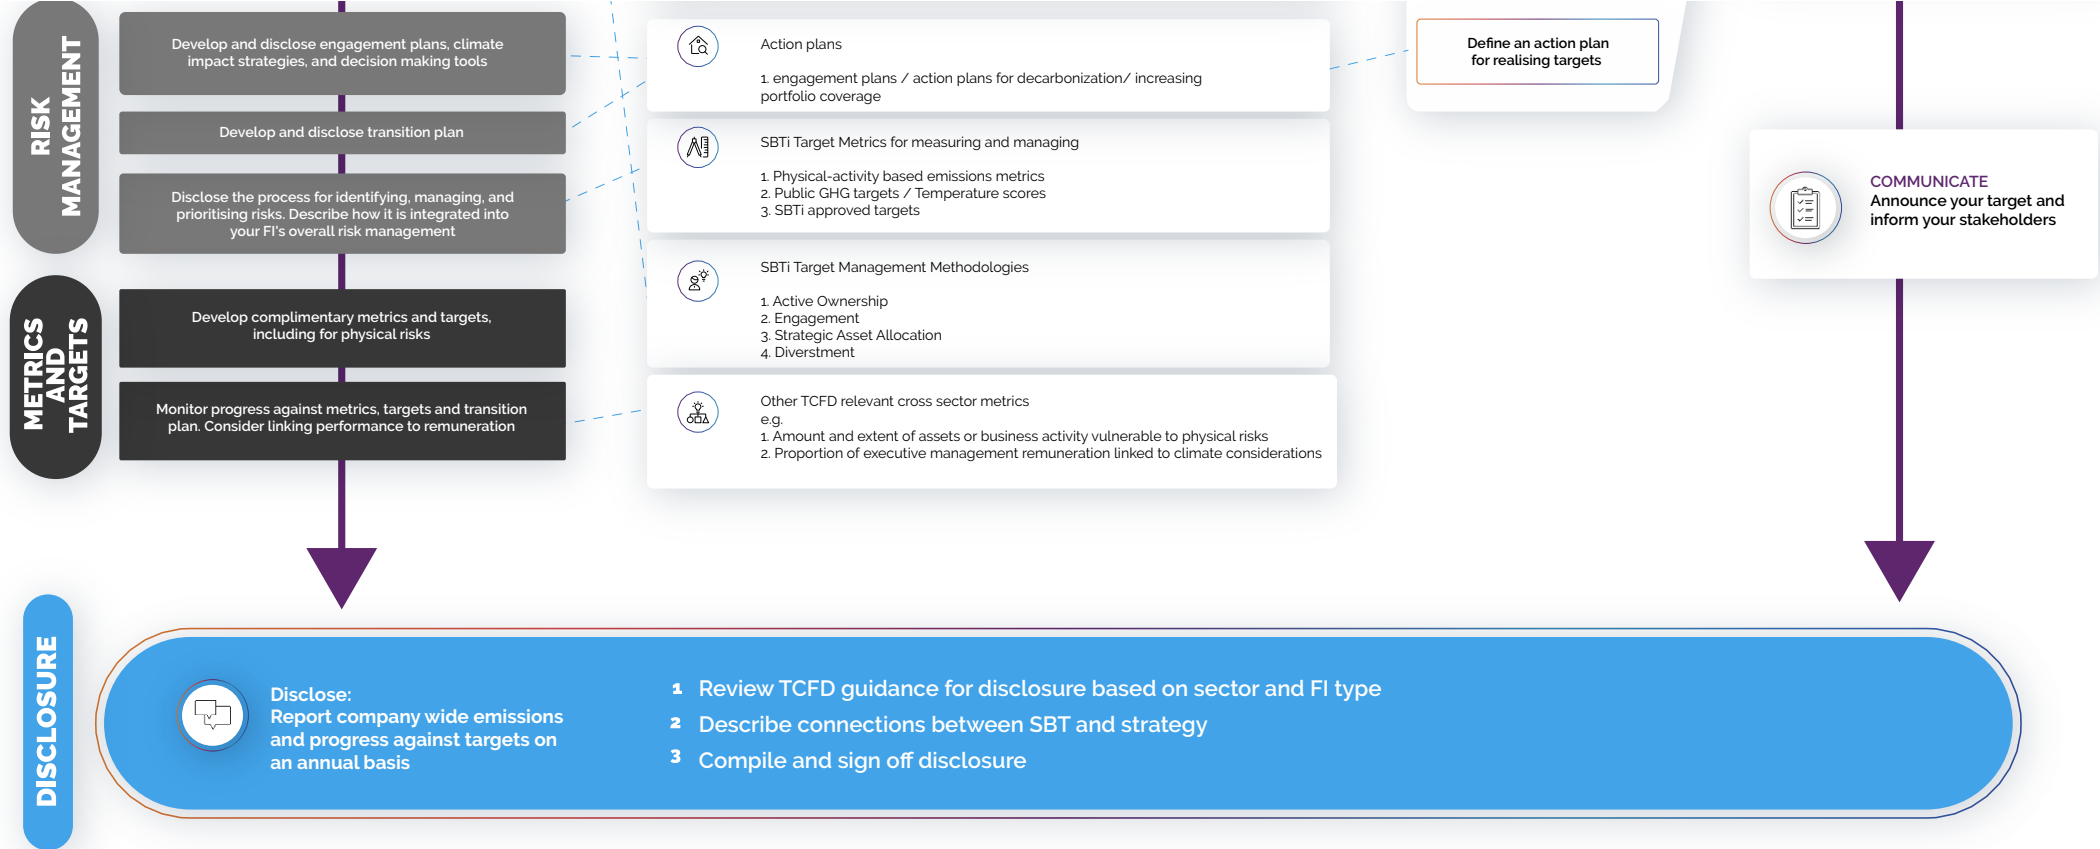 RISK
MANAGEMENT
Develop and disclose engagement plans, climate
impact strategies, and decision making tools
Develop and disclose transition plan
Disclose the process for identifying, managing, and
prioritising risks. Describe how it is integrated into
your FI's overall risk management
METRICS
AND
TARGETS
Develop complimentary metrics and targets,
including for physical risks
Monitor progress against metrics, targets and transition
plan. Consider linking performance to remuneration
Action plans
1. engagement plans / action plans for decarbonization/ increasing
portfolio coverage
SBTi Target Metrics for measuring and managing
1. Physical-activity based emissions metrics
2. Public GHG targets / Temperature scores
3. SBTi approved targets
SBTi Target Management Methodologies
1. Active Ownership
2. Engagement
3. Strategic Asset Allocation
4. Diverstment
Other TCFD relevant cross sector metrics
e.g.
1. Amount and extent of assets or business activity vulnerable to physical risks
2. Proportion of executive management remuneration linked to climate considerations
Define an action plan
for realising targets
COMMUNICATE
Announce your target and
inform your stakeholders
DISCLOSURE
Disclose:
Report company wide emissions
and progress against targets on
an annual basis
1 Review TCFD guidance for disclosure based on sector and FI type
2 Describe connections between SBT and strategy
3 Compile and sign off disclosure